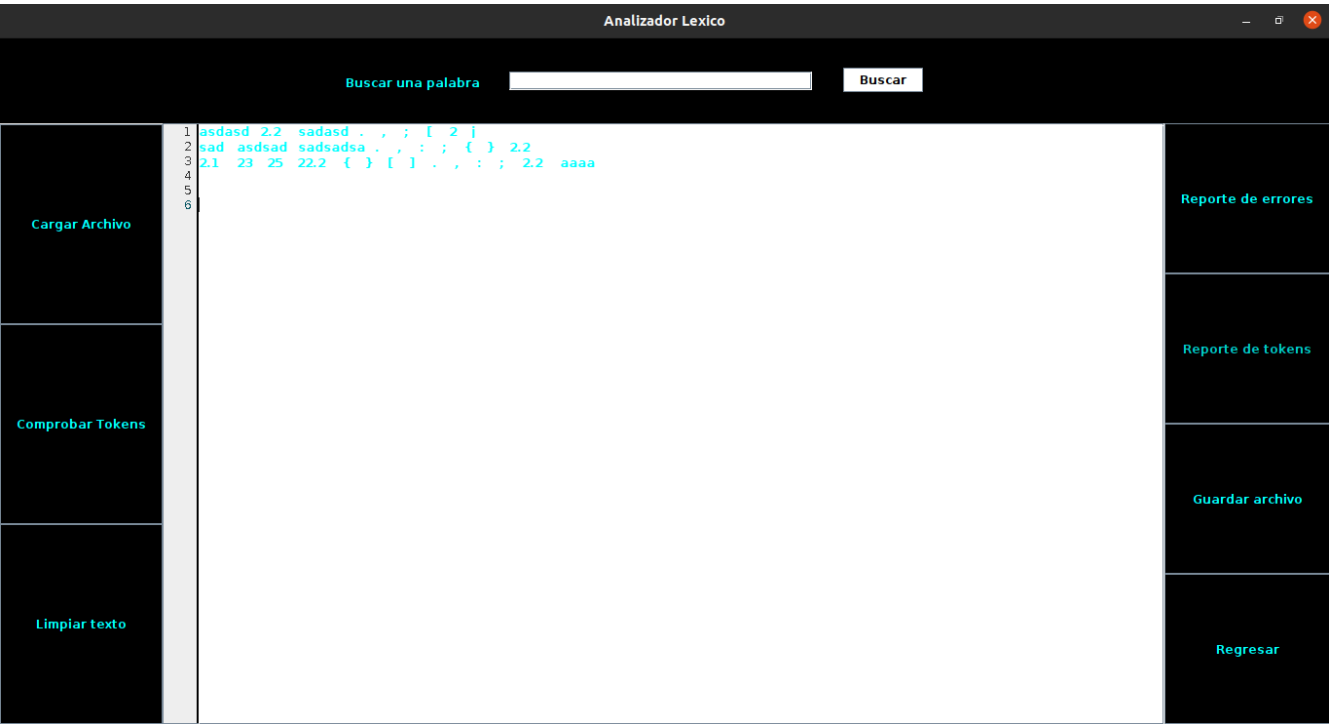 Analizador Lexico
Buscar una palabra Buscar
1 asdasd 2.2 sadasd . , ; [ 2 j
2 sad asdsad sadsadsa . , : ; { } 2.2
3 2.1 23 25 22.2 { } [ ] . , : ; 2.2 aaaa
4
5
6
Cargar Archivo
Comprobar Tokens
Limpiar texto
Reporte de errores
Reporte de tokens
Guardar archivo
Regresar